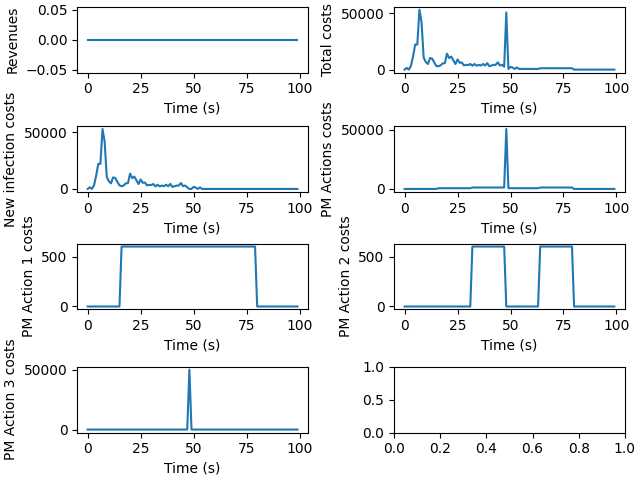 Revenues
0.05
0.00
−0.05
0 25 50 75 100
Time (s)
Total costs
50000
0
0 25 50 75 100
Time (s)
New infection costs
50000
0
0 25 50 75 100
Time (s)
PM Actions costs
50000
0
0 25 50 75 100
Time (s)
PM Action 1 costs
500
0
0 25 50 75 100
Time (s)
PM Action 2 costs
500
0
0 25 50 75 100
Time (s)
PM Action 3 costs
50000
0
0 25 50 75 100
Time (s)
1.0
0.5
0.0
0.0 0.2 0.4 0.6 0.8 1.0